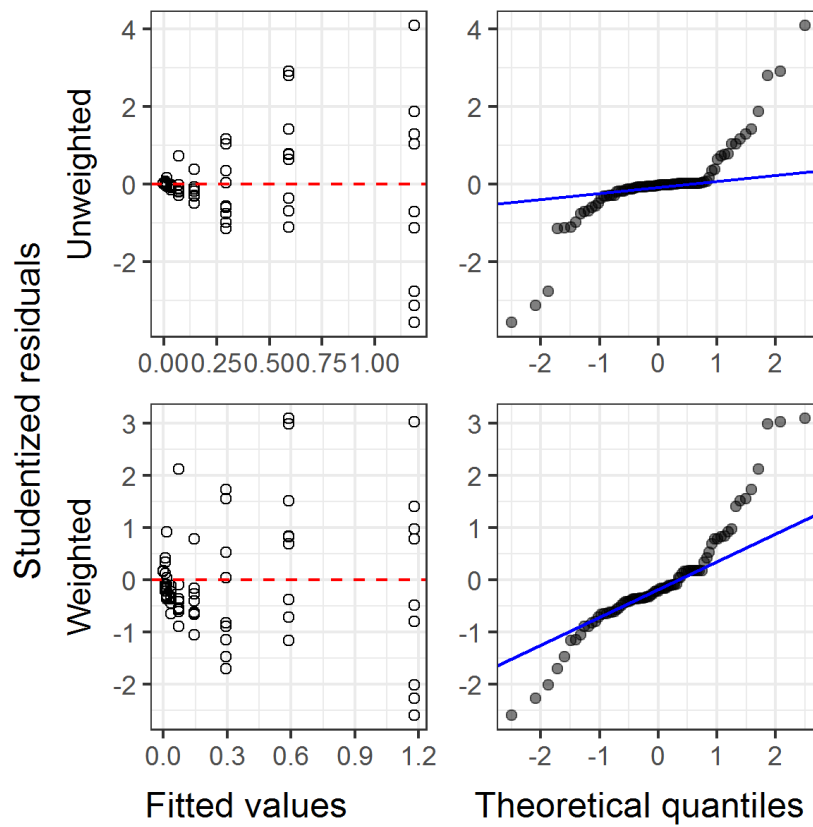 Studentized residuals
Unweighted
4
2
0
-2
0.000.250.500.751.00
4
2
0
-2
-2 -1 0 1 2
Weighted
3
2
1
0
-1
-2
0.0 0.3 0.6 0.9 1.2
3
2
1
0
-1
-2
-2 -1 0 1 2
Fitted values
Theoretical quantiles